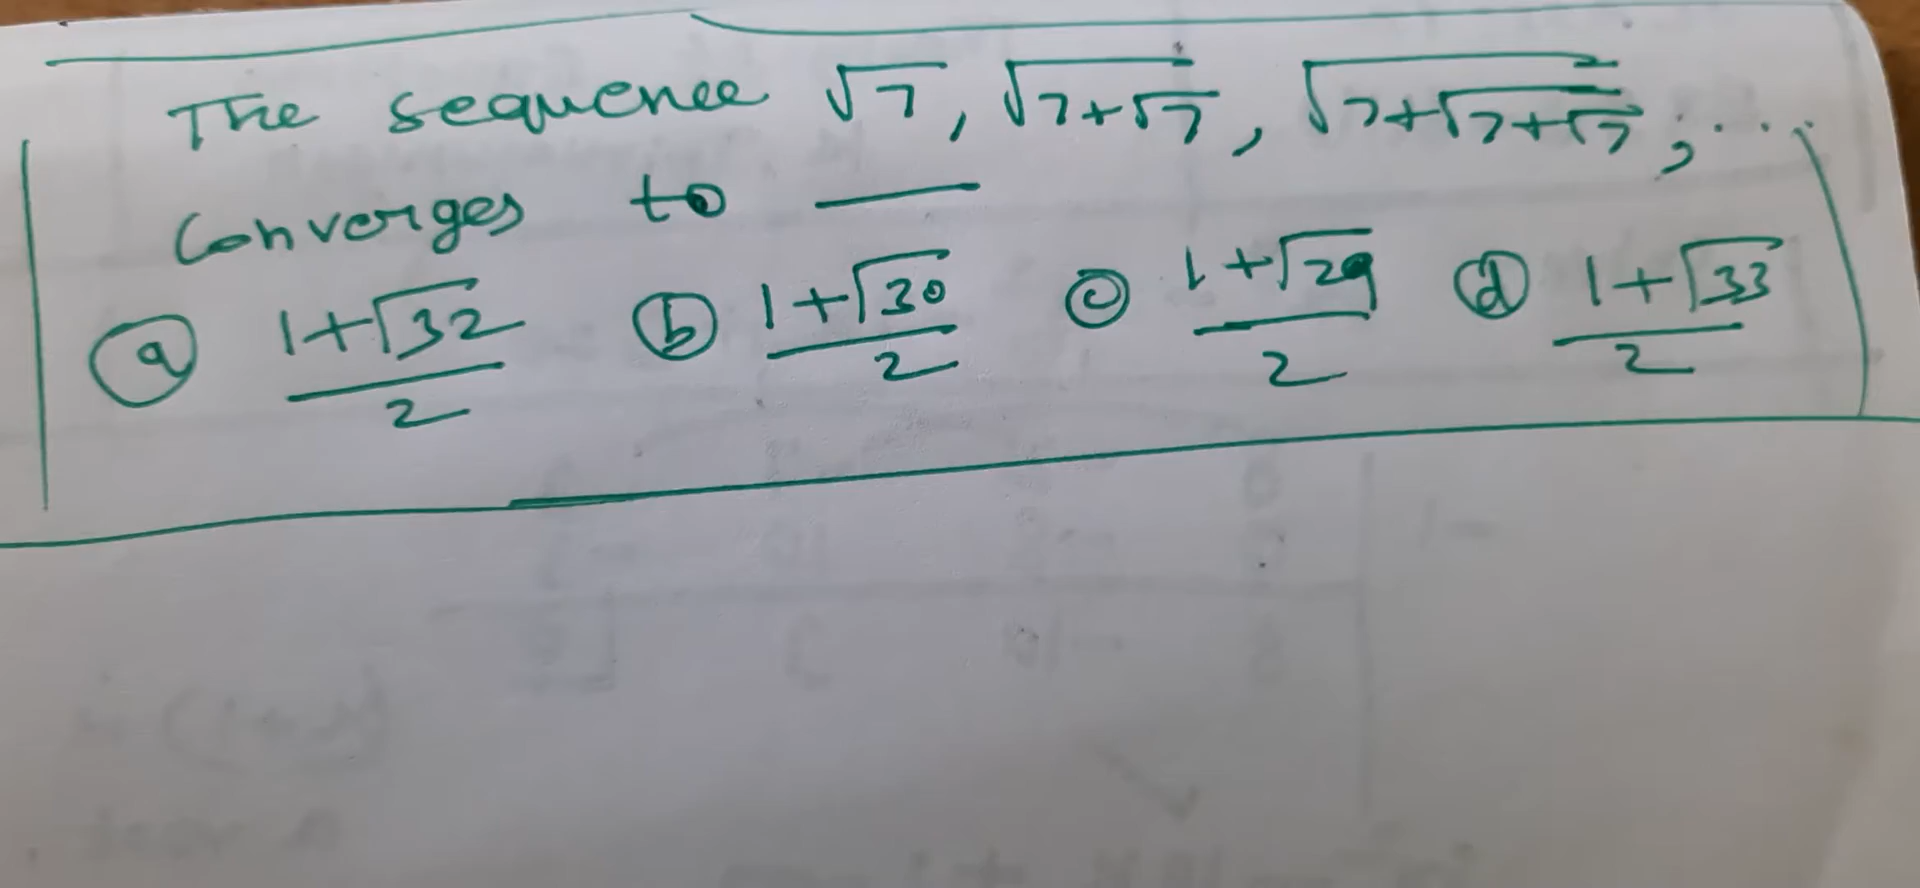 The sequence √7, √(7+√7), √(7+√(7+√7)), ...
Converges to ___
ⓐ (1+√32)/2 ⓑ (1+√30)/2 ⓒ (1+√29)/2 ⓓ (1+√33)/2